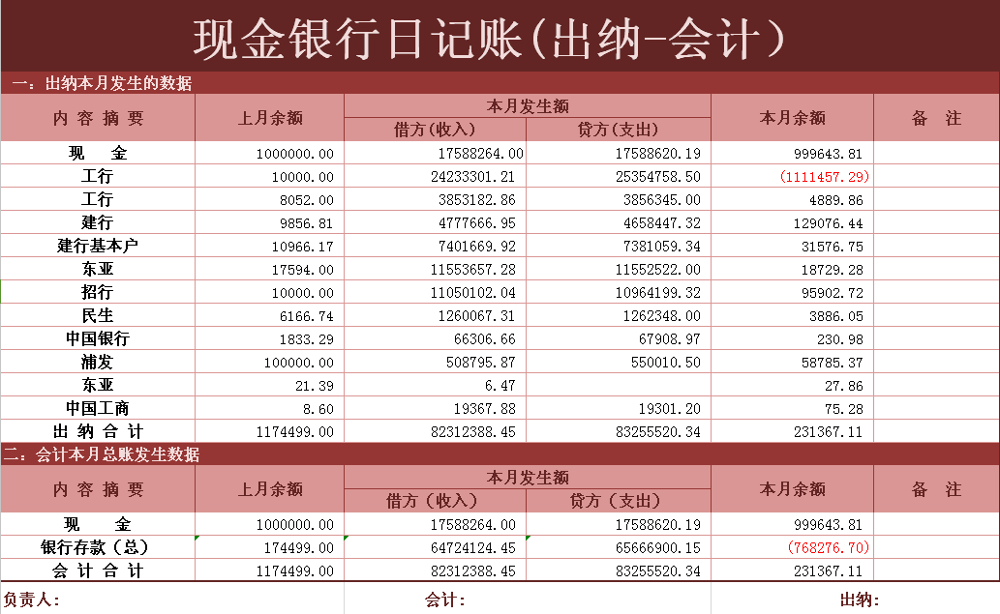 现金银行日记账(出纳-会计)
一: 出纳本月发生的数据
内 容 摘 要 上月余额 本月发生额 本月余额 备 注
借方(收入) 贷方(支出)
现 金 1000000.00 17588264.00 17588620.19 999643.81
工行 10000.00 24233301.21 25354758.50 (1111457.29)
工行 8052.00 3853182.86 3856345.00 4889.86
建行 9856.81 4777666.95 4658447.32 129076.44
建行基本户 10966.17 7401669.92 7381059.34 31576.75
东亚 17594.00 11553657.28 11552522.00 18729.28
招行 10000.00 11050102.04 10964199.32 95902.72
民生 6166.74 1260067.31 1262348.00 3886.05
中国银行 1833.29 66306.66 67908.97 230.98
浦发 100000.00 508795.87 550010.50 58785.37
东亚 21.39 6.47 27.86
中国工商 8.60 19367.88 19301.20 75.28
出 纳 合 计 1174499.00 82312388.45 83255520.34 231367.11
二: 会计本月总账发生数据
内 容 摘 要 上月余额 本月发生额 本月余额 备 注
借方（收入） 贷方（支出）
现 金 1000000.00 17588264.00 17588620.19 999643.81
银行存款（总） 174499.00 64724124.45 65666900.15 (768276.70)
会 计 合 计 1174499.00 82312388.45 83255520.34 231367.11
负责人: 会计: 出纳: